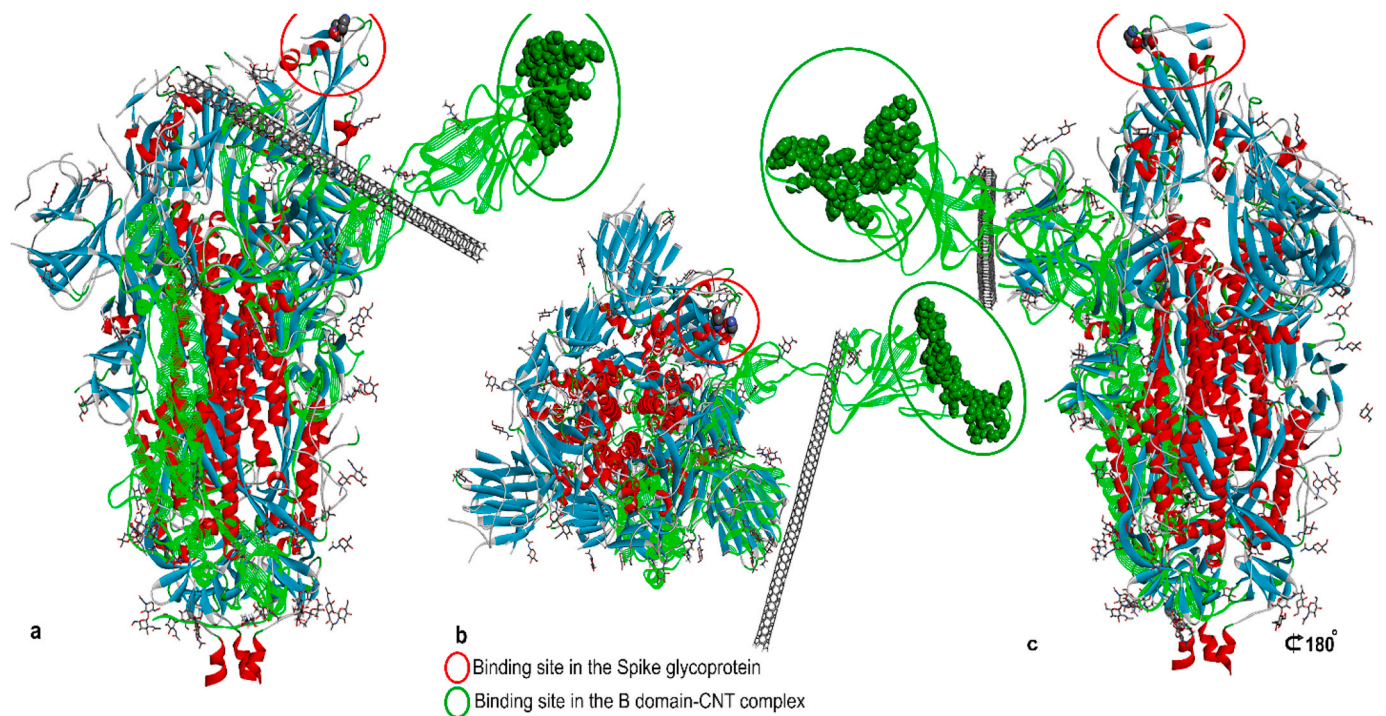 a
b
c
⊄180°
Binding site in the Spike glycoprotein
Binding site in the B domain-CNT complex